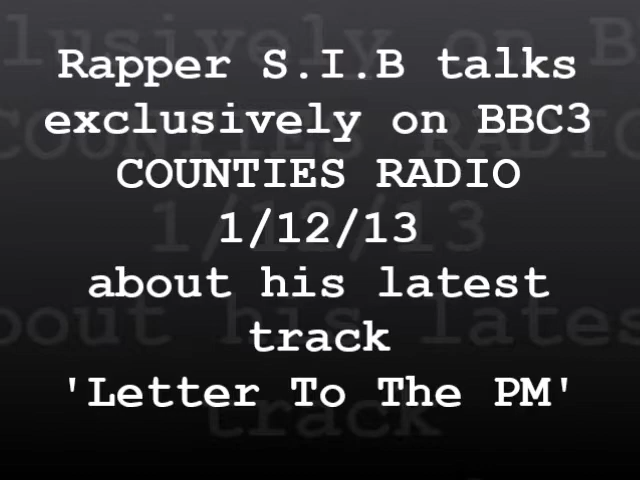 Rapper S.I.B talks
exclusively on BBC3
COUNTIES RADIO
1/12/13
about his latest
track
'Letter To The PM'